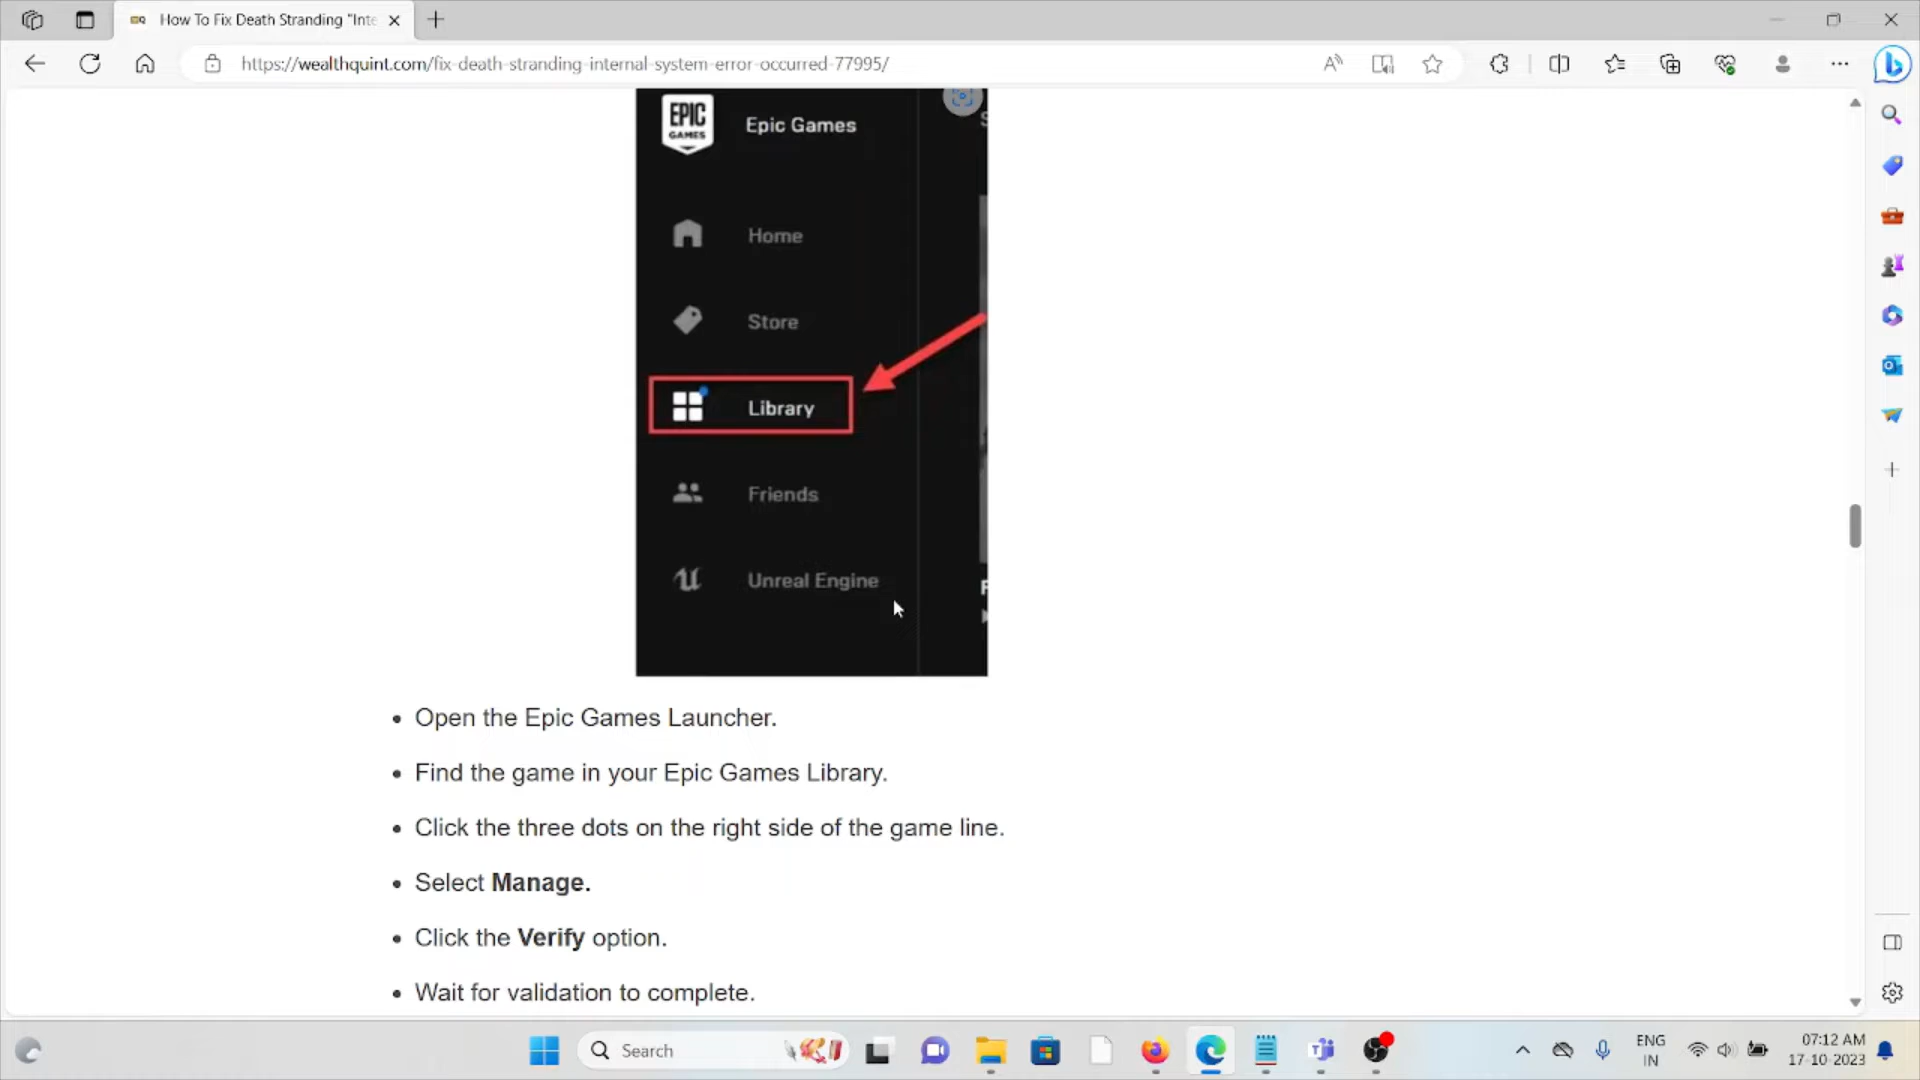 How To Fix Death Stranding "Inte
https://wealthquint.com/fix-death-stranding-internal-system-error-occurred-77995/
EPIC
GAMES
Epic Games
Home
Store
Library
Friends
Unreal Engine
• Open the Epic Games Launcher.
• Find the game in your Epic Games Library.
• Click the three dots on the right side of the game line.
• Select Manage.
• Click the Verify option.
• Wait for validation to complete.
Search
ENG
IN
07:12 AM
17-10-2023